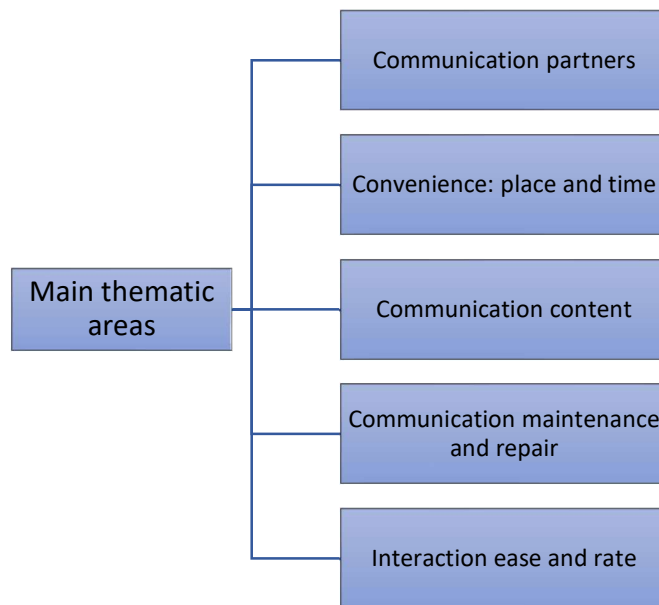 Main thematic
areas
Communication partners
Convenience: place and time
Communication content
Communication maintenance
and repair
Interaction ease and rate